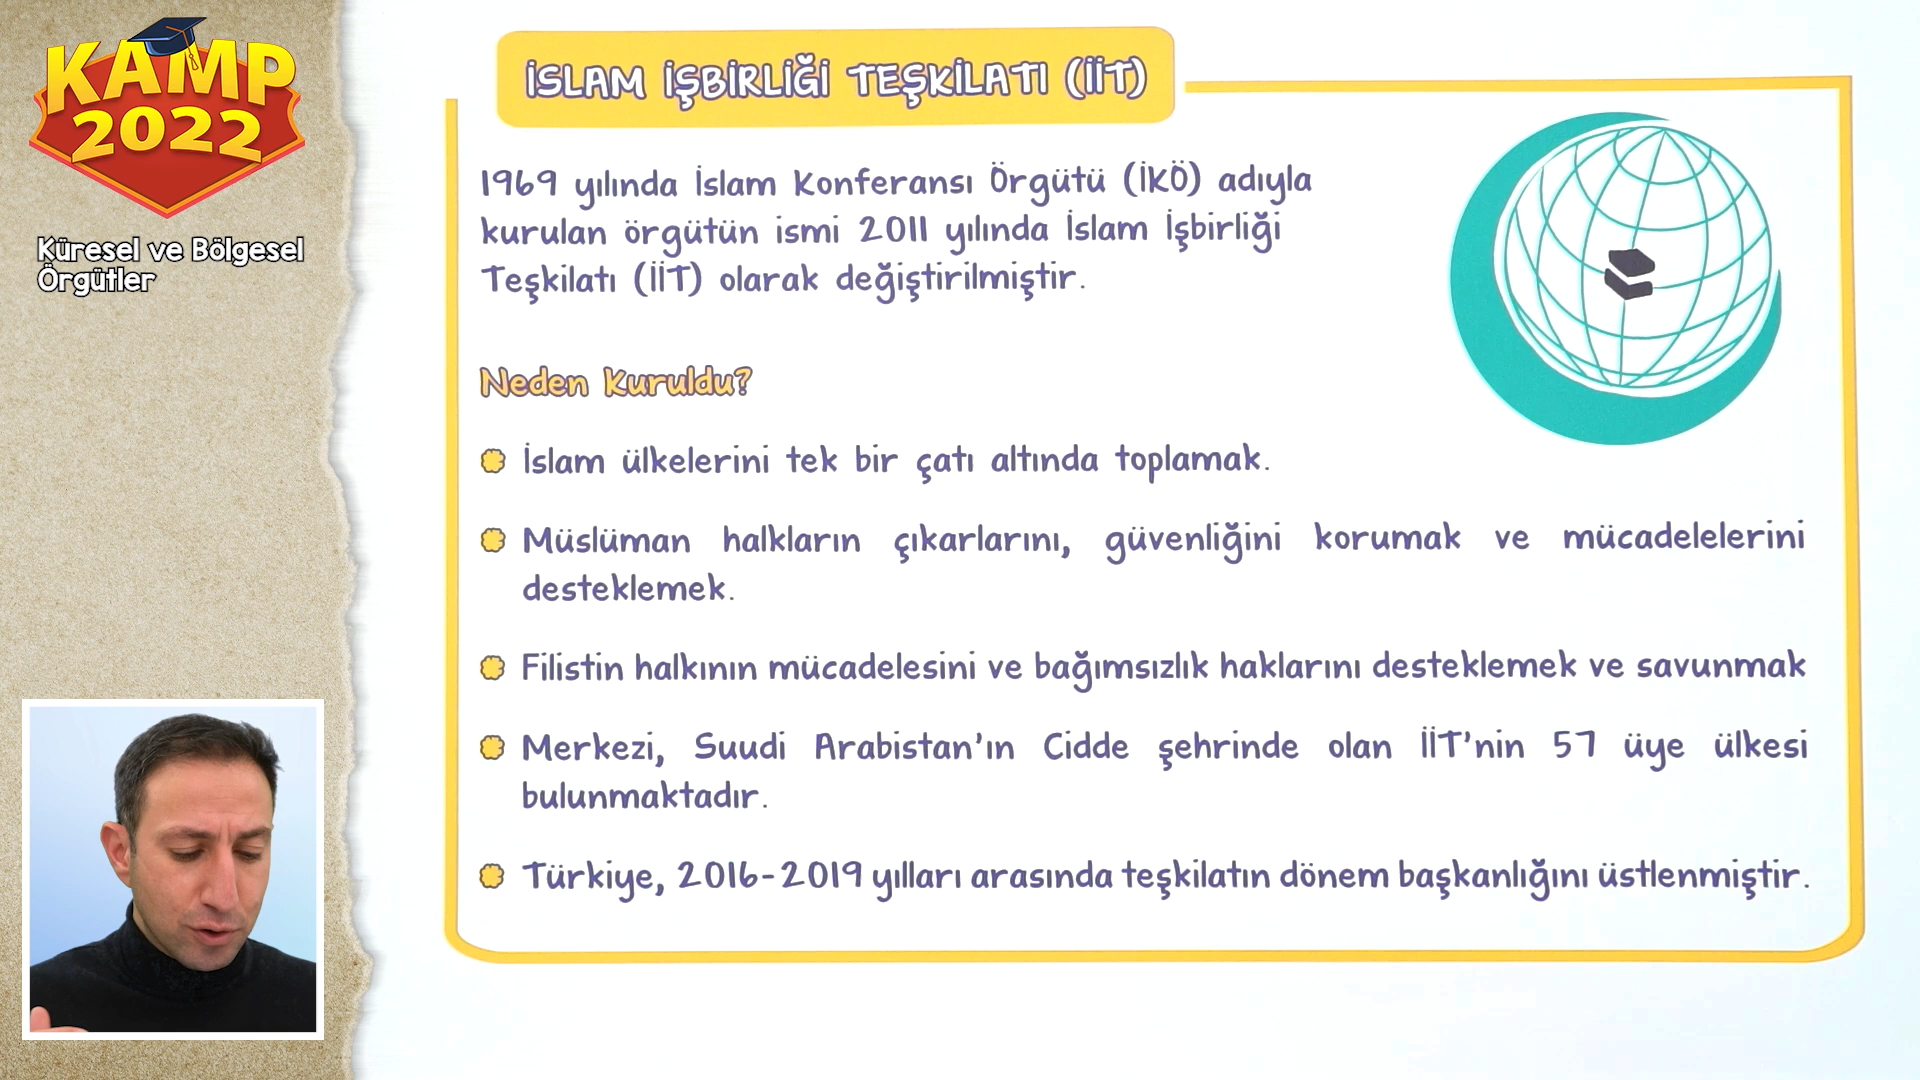 KAMP
2022
Küresel ve Bölgesel
Örgütler
İSLAM İŞBİRLİĞİ TEŞKİLATI (İİT)
1969 yılında İslam Konferansı Örgütü (İKÖ) adıyla
kurulan örgütün ismi 2011 yılında İslam İşbirliği
Teşkilatı (İİT) olarak değiştirilmiştir.
Neden Kuruldu?
İslam ülkelerini tek bir çatı altında toplamak.
Müslüman halkların çıkarlarını, güvenliğini korumak ve mücadelelerini
desteklemek.
Filistin halkının mücadelesini ve bağımsızlık haklarını desteklemek ve savunmak
Merkezi, Suudi Arabistan'ın Cidde şehrinde olan İİT'nin 57 üye ülkesi
bulunmaktadır.
Türkiye, 2016-2019 yılları arasında teşkilatın dönem başkanlığını üstlenmiştir.